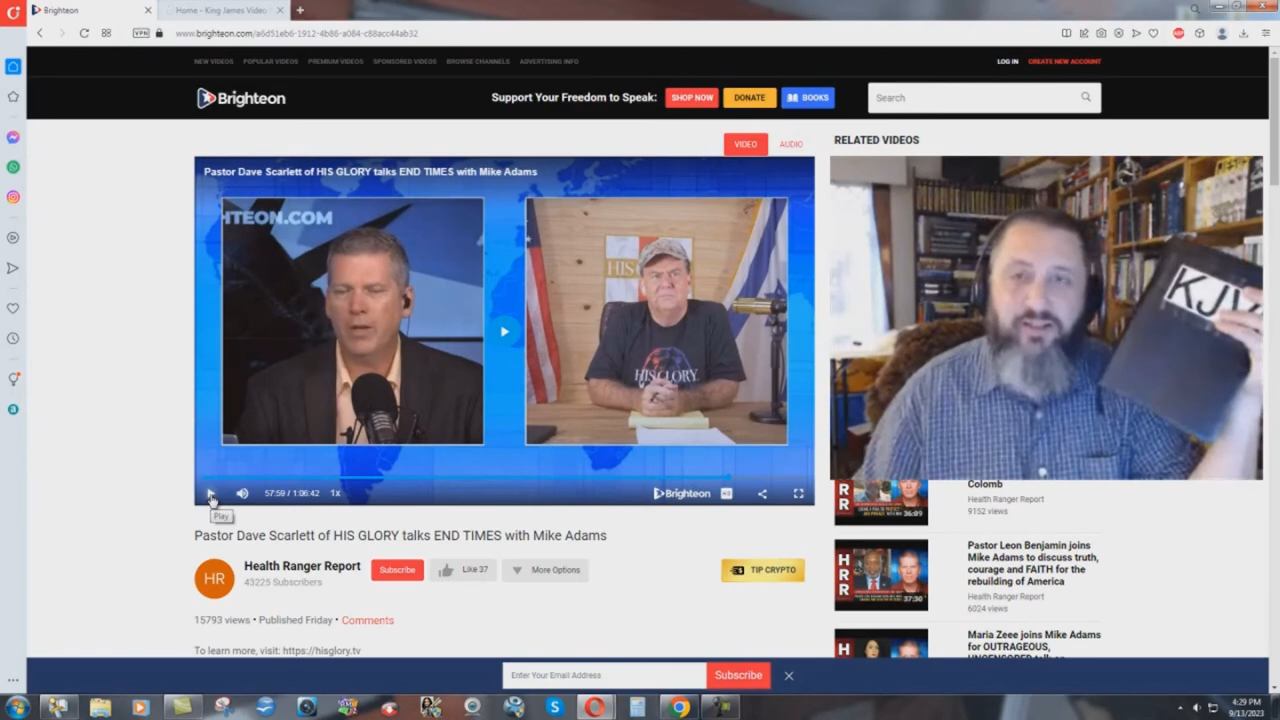 Brighteon
Home - King James Video
VPN
www.brighteon.com/a6d51eb6-1912-4b86-a084-c88acc44ab32
NEW VIDEOS POPULAR VIDEOS PREMIUM VIDEOS SPONSORED VIDEOS BROWSE CHANNELS ADVERTISING INFO
LOG IN CREATE NEW ACCOUNT
Brighteon
Support Your Freedom to Speak: SHOP NOW DONATE BOOKS
Search
VIDEO AUDIO
RELATED VIDEOS
Pastor Dave Scarlett of HIS GLORY talks END TIMES with Mike Adams
HTEON.COM
HIS
HIS GLORY
KJV
57:59 / 1:06:42 1x
Brighteon
HD
Play
Pastor Dave Scarlett of HIS GLORY talks END TIMES with Mike Adams
HR
Health Ranger Report
43225 Subscribers
Subscribe
Like 37
More Options
TIP CRYPTO
15793 views • Published Friday • Comments
To learn more, visit: https://hisglory.tv
Colomb
Health Ranger Report
9152 views
36:09
Pastor Leon Benjamin joins
Mike Adams to discuss truth,
courage and FAITH for the
rebuilding of America
Health Ranger Report
6024 views
HRR
37:30
Maria Zeee joins Mike Adams
for OUTRAGEOUS,
Enter Your Email Address
Subscribe
4:29 PM
9/13/2023